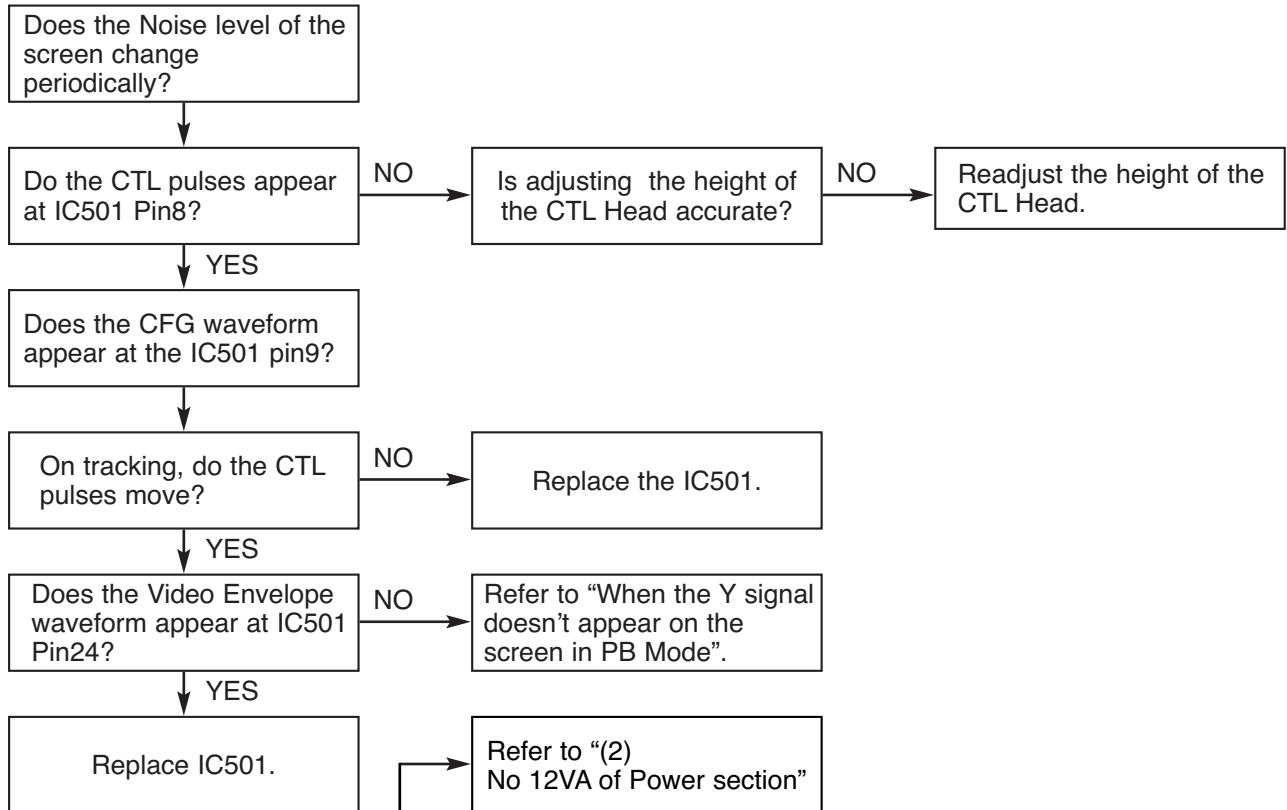 Does the Noise level of the
screen change
periodically?
Do the CTL pulses appear
at IC501 Pin8?
NO
Is adjusting the height of
the CTL Head accurate?
NO
Readjust the height of the
CTL Head.
YES
Does the CFG waveform
appear at the IC501 pin9?
On tracking, do the CTL
pulses move?
NO
Replace the IC501.
YES
Does the Video Envelope
waveform appear at IC501
Pin24?
NO
Refer to “When the Y signal
doesn't appear on the
screen in PB Mode”.
YES
Replace IC501.
Refer to “(2)
No 12VA of Power section”